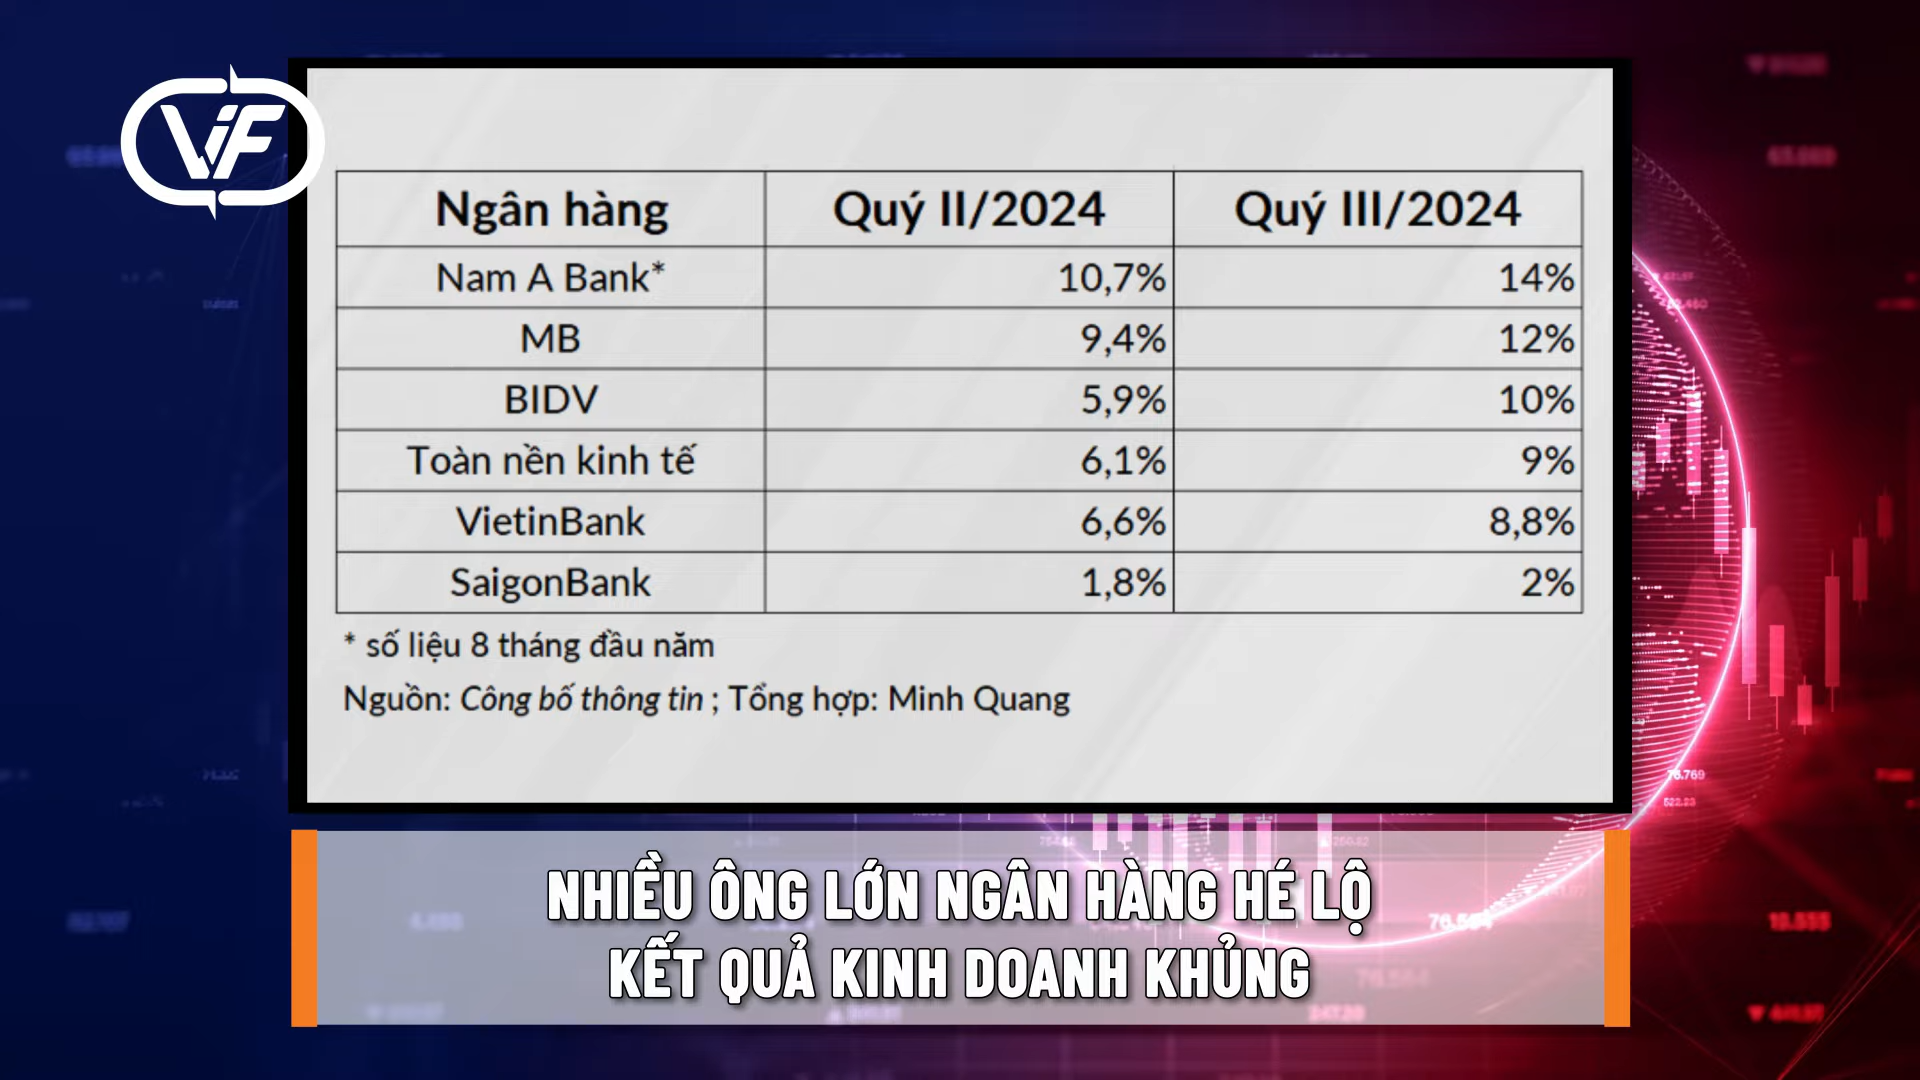 ViF
Ngân hàng Quý II/2024 Quý III/2024
Nam A Bank* 10,7% 14%
MB 9,4% 12%
BIDV 5,9% 10%
Toàn nền kinh tế 6,1% 9%
VietinBank 6,6% 8,8%
SaigonBank 1,8% 2%
* số liệu 8 tháng đầu năm
Nguồn: Công bố thông tin ; Tổng hợp: Minh Quang
76.769
NHIỀU ÔNG LỚN NGÂN HÀNG HÉ LỘ
KẾT QUẢ KINH DOANH KHỦNG